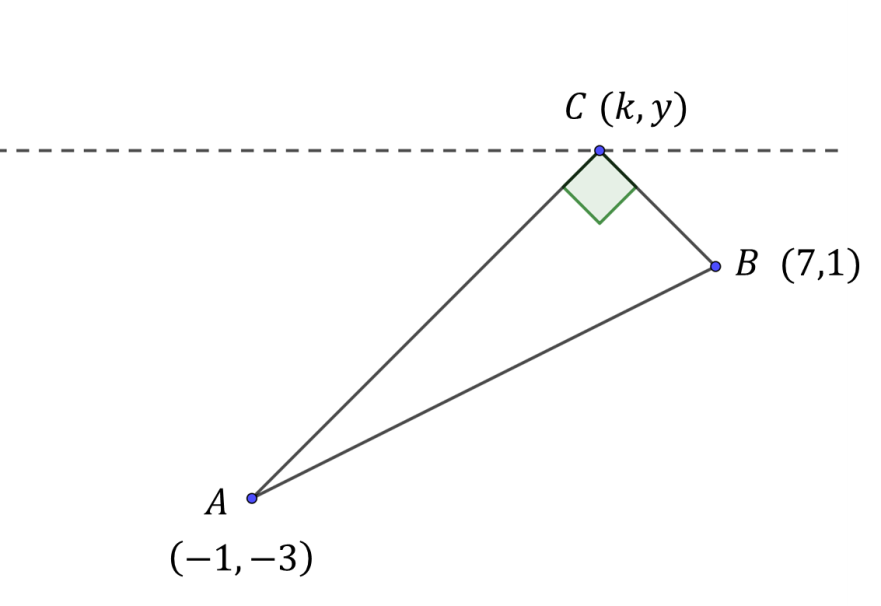 C (k, y)
B (7,1)
A
(−1, −3)